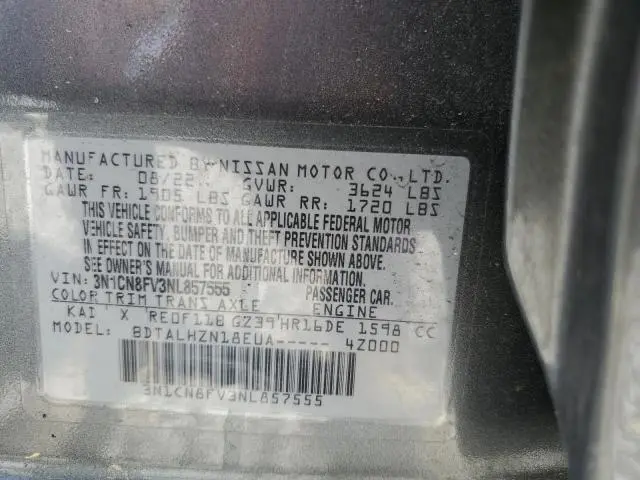 MANUFACTURED BY NISSAN MOTOR CO., LTD.
DATE: 08/22 GVWR: 3624 LBS
GAWR FR: 1905 LBS GAWR RR: 1720 LBS
THIS VEHICLE CONFORMS TO ALL APPLICABLE FEDERAL MOTOR
VEHICLE SAFETY, BUMPER AND THEFT PREVENTION STANDARDS
IN EFFECT ON THE DATE OF MANUFACTURE SHOWN ABOVE.
SEE OWNER'S MANUAL FOR ADDITIONAL INFORMATION.
VIN: 3N1CN8FV3NL857555 PASSENGER CAR.
COLOR TRIM TRANS AXLE ENGINE
KAI X RE0F11B GZ39 HR16DE 1598 CC
MODEL: BDTALHZN18EUA----- 4Z000
3N1CN8FV3NL857555